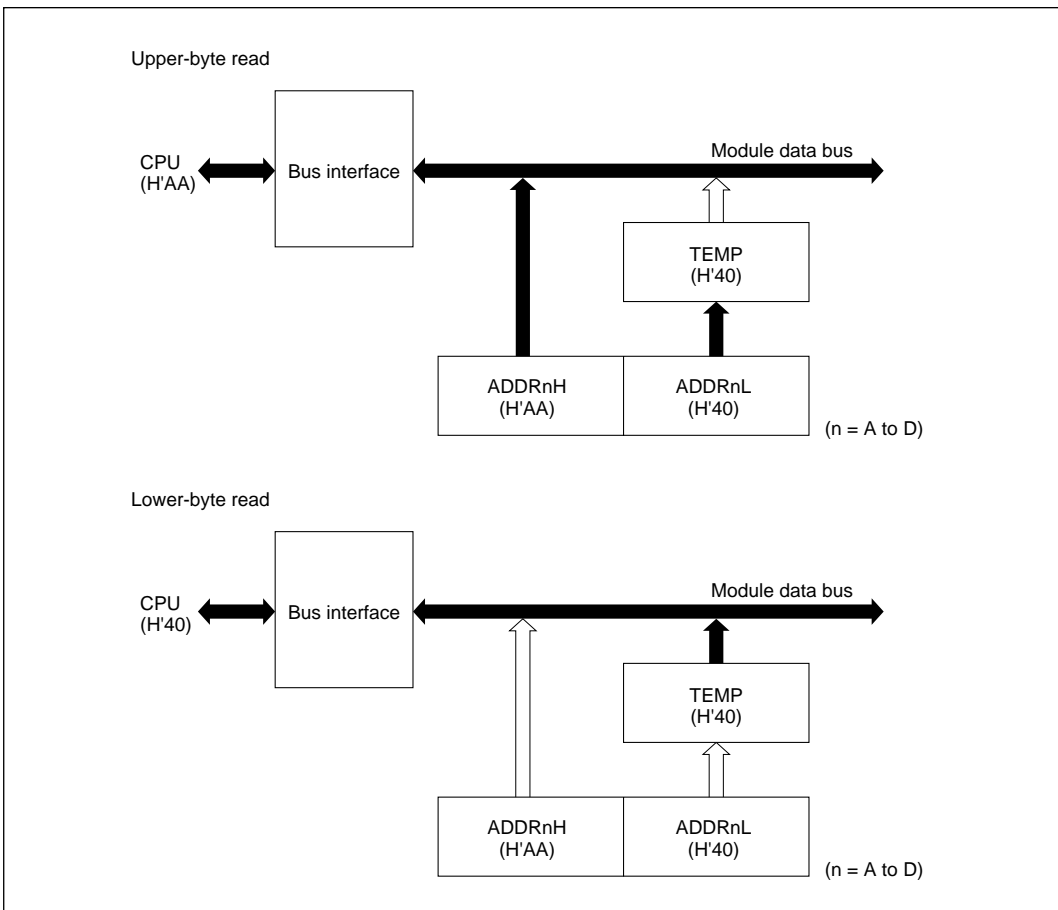 Upper-byte read
CPU
(H'AA)
Bus interface
Module data bus
TEMP
(H'40)
ADDRnH
(H'AA)
ADDRnL
(H'40)
(n = A to D)
Lower-byte read
CPU
(H'40)
Bus interface
Module data bus
TEMP
(H'40)
ADDRnH
(H'AA)
ADDRnL
(H'40)
(n = A to D)